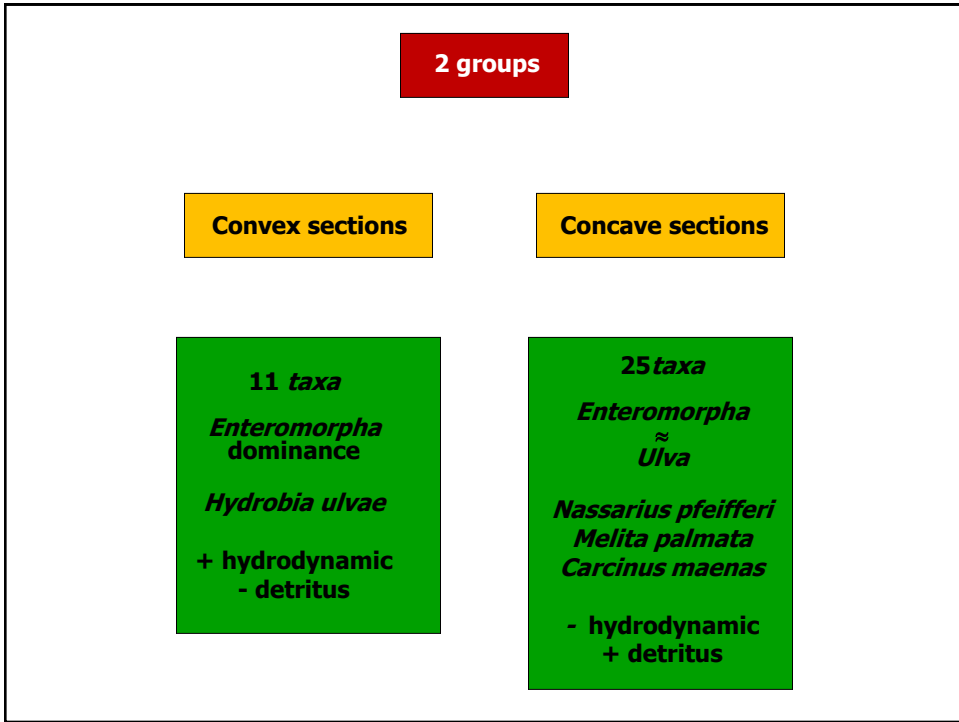 2 groups
Convex sections
Concave sections
11 taxa
Enteromorpha
dominance
Hydrobia ulvae
+ hydrodynamic
- detritus
25taxa
Enteromorpha
≈
Ulva
Nassarius pfeifferi
Melita palmata
Carcinus maenas
- hydrodynamic
+ detritus